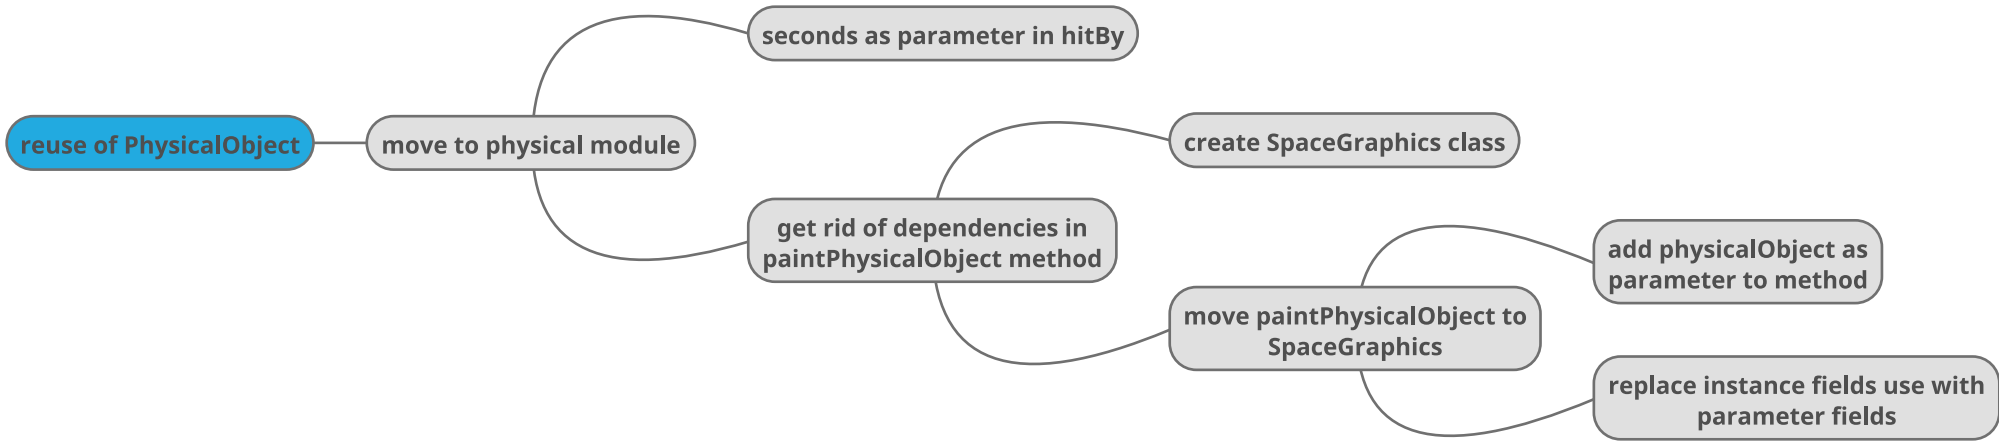 reuse of PhysicalObject
move to physical module
seconds as parameter in hitBy
get rid of dependencies in
paintPhysicalObject method
create SpaceGraphics class
move paintPhysicalObject to
SpaceGraphics
add physicalObject as
parameter to method
replace instance fields use with
parameter fields